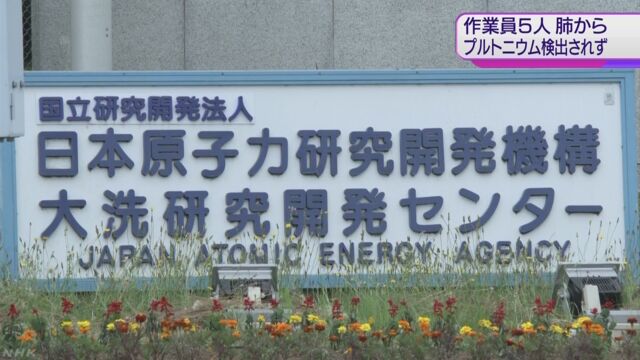 作業員5人 肺から
プルトニウム検出されず
国立研究開発法人
日本原子力研究開発機構
大洗研究開発センター
JAPAN ATOMIC ENERGY AGENCY
NHK